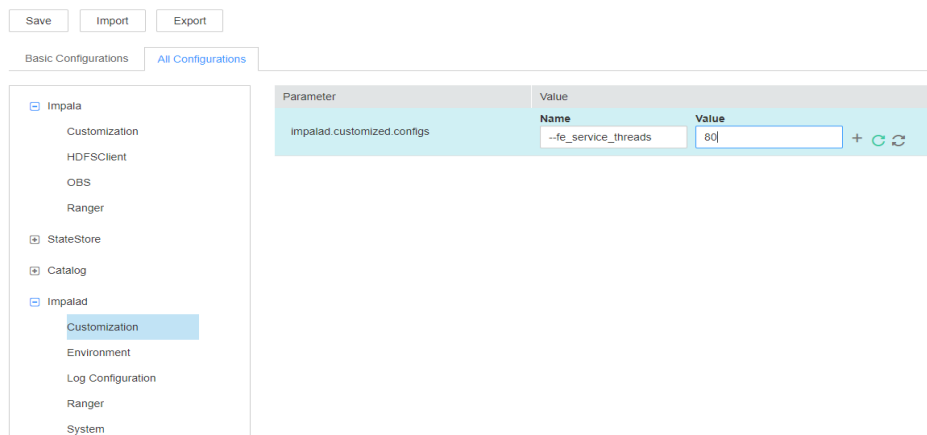 Save Import Export
Basic Configurations All Configurations
Impala
Customization
HDFSClient
OBS
Ranger
StateStore
Catalog
Impalad
Customization
Environment
Log Configuration
Ranger
System
Parameter Value
impalad.customized.configs
Name Value
--fe_service_threads 80